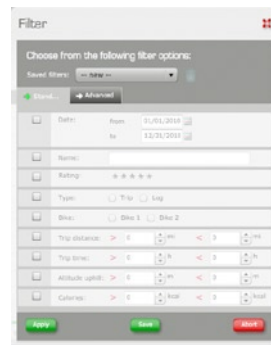 Filter
Choose from the following filter options:
Saved filters: -- New --
Advanced
Date: from 01/01/2010
to 12/31/2010
Name:
Rating:
Type: Trip Log
Bike: Bike 1 Bike 2
Trip distance: > 0 mi < 0 mi
Trip time: > 0 h < 0 h
Altitude uphill: > 0 m < 0 m
Calories: > 0 kcal < 0 kcal
Apply Save Abort